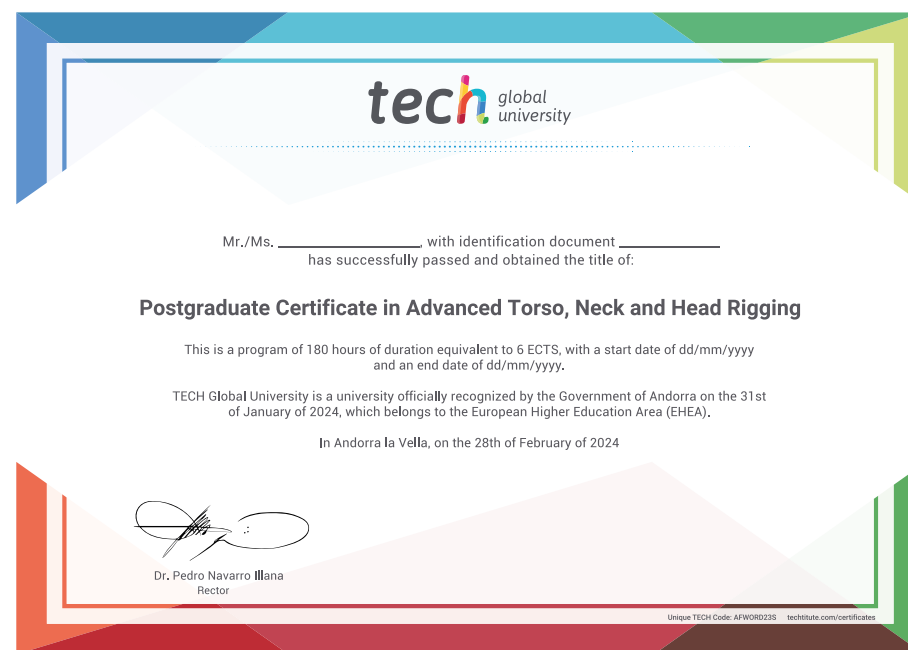 tech global
university
Mr./Ms. ____________, with identification document ____________
has successfully passed and obtained the title of:
Postgraduate Certificate in Advanced Torso, Neck and Head Rigging
This is a program of 180 hours of duration equivalent to 6 ECTS, with a start date of dd/mm/yyyy
and an end date of dd/mm/yyyy.
TECH Global University is a university officially recognized by the Government of Andorra on the 31st
of January of 2024, which belongs to the European Higher Education Area (EHEA).
In Andorra la Vella, on the 28th of February of 2024
Dr. Pedro Navarro Illana
Rector
Unique TECH Code: AFWORD23S techtitute.com/certificates